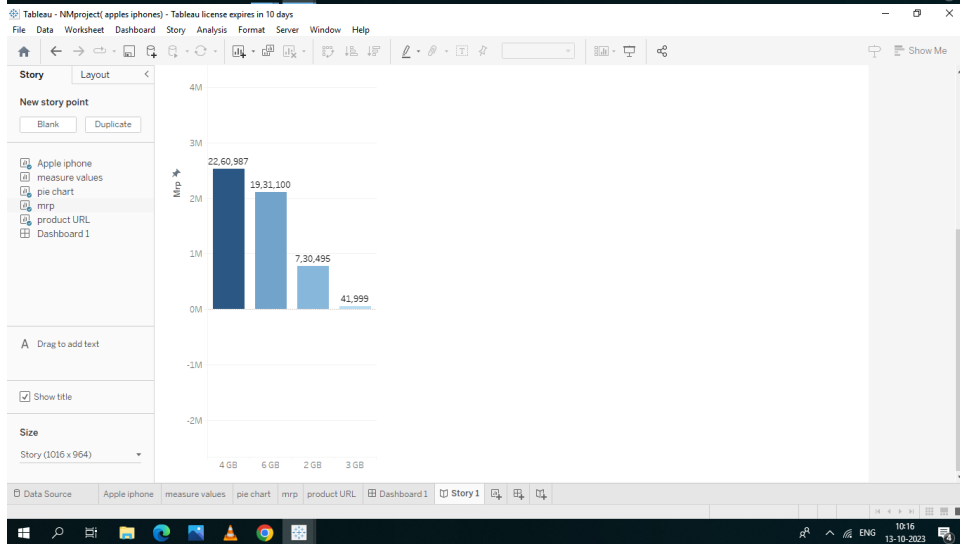 Tableau - NMproject( apples iphones) - Tableau license expires in 10 days
File Data Worksheet Dashboard Story Analysis Format Server Window Help
Show Me
Story Layout
New story point
Blank Duplicate
Apple iphone
measure values
pie chart
mrp
product URL
Dashboard 1
A Drag to add text
Show title
Size
Story (1016 x 964)
Mrp
4M
3M
2M
1M
0M
-1M
-2M
22,60,987
19,31,100
7,30,495
41,999
4 GB 6 GB 2 GB 3 GB
Data Source Apple iphone measure values pie chart mrp product URL Dashboard 1 Story 1
ENG 10:16
13-10-2023
4